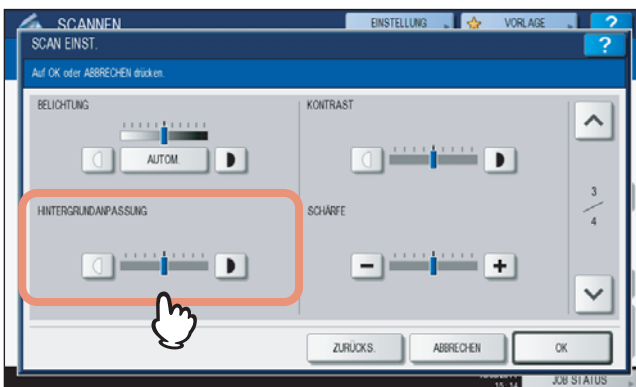 SCANNEN
EINSTELLUNG
VORLAGE
?
SCAN EINST.
?
Auf OK oder ABBRECHEN drücken.
BELICHTUNG
KONTRAST
AUTOM.
3
4
HINTERGRUNDANPASSUNG
SCHÄRFE
ZURÜCKS.
ABBRECHEN
OK
JOB STATUS